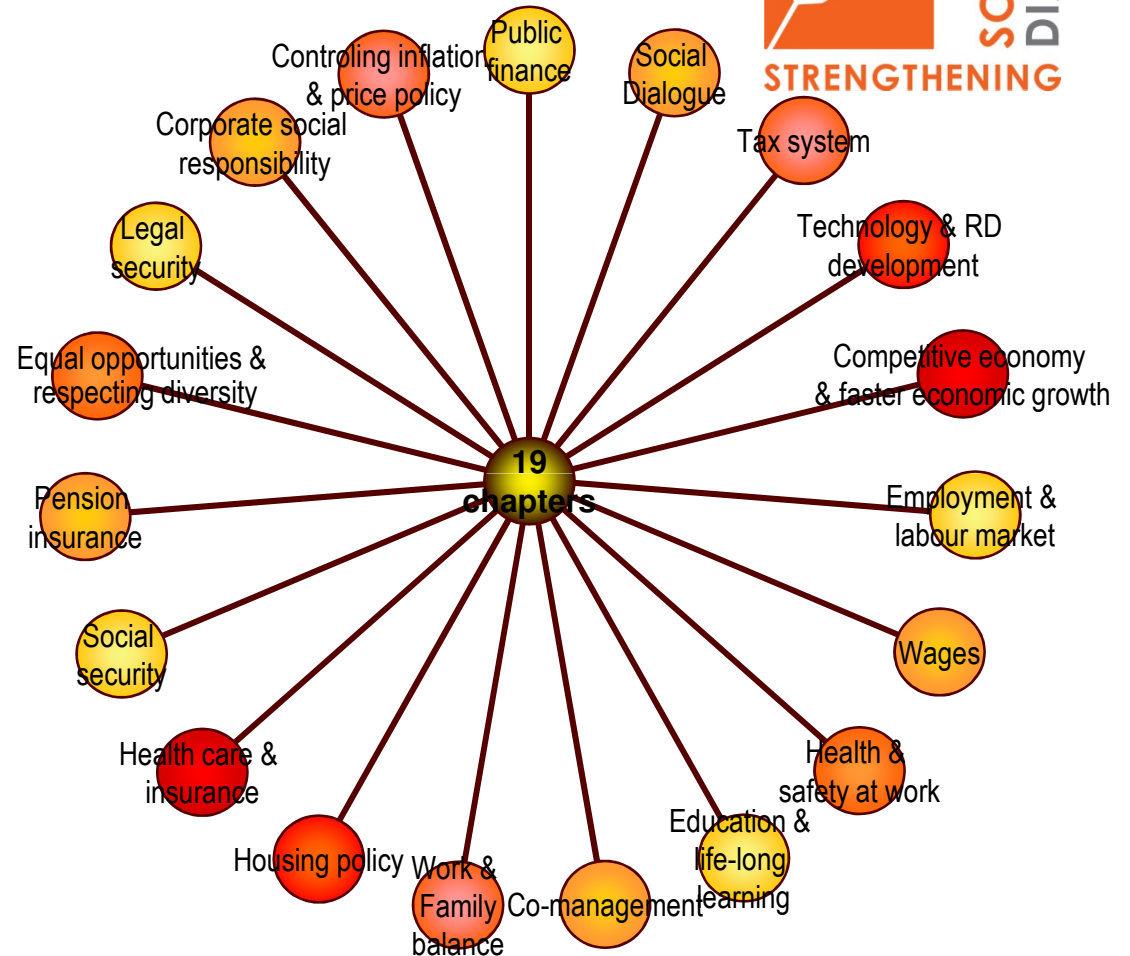 SO
DI
STRENGTHENING
Public
finance
Social
Dialogue
Tax system
Technology & RD
development
Competitive economy
& faster economic growth
Employment &
labour market
Wages
Health &
safety at work
Education &
life-long
learning
Co-management
Work &
Family
balance
Housing policy
Health care &
insurance
Social
security
Pension
insurance
Equal opportunities &
respecting diversity
Legal
security
Corporate social
responsibility
Controling inflation
& price policy
19
chapters